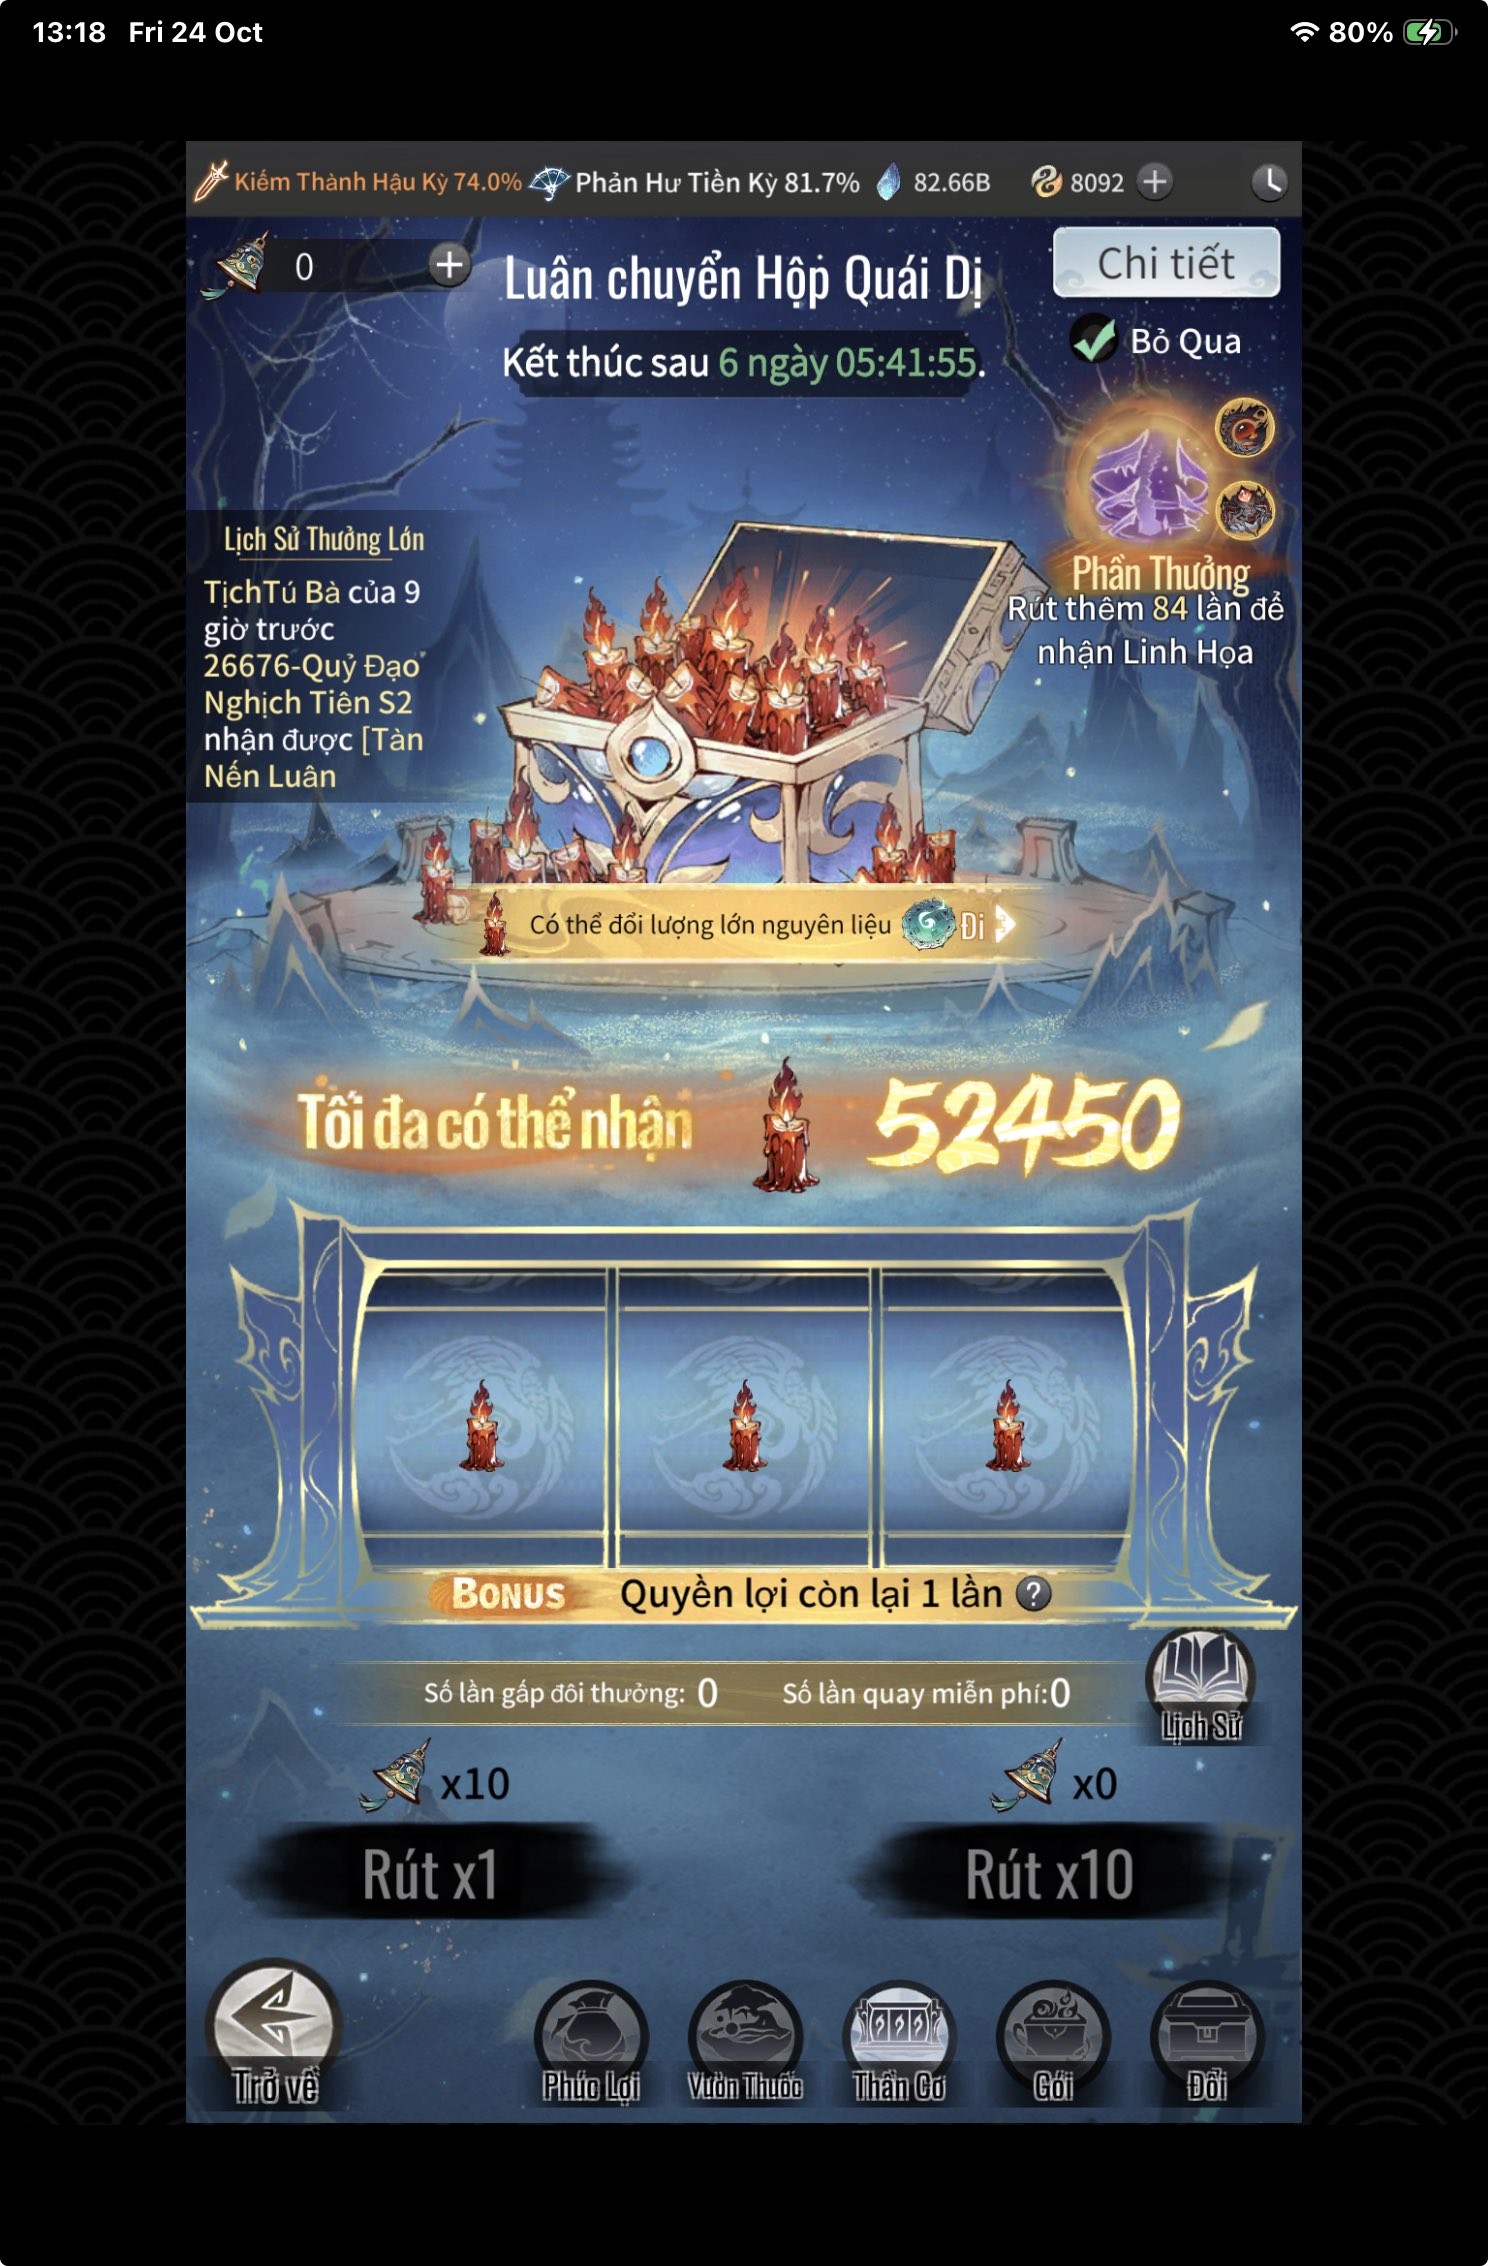 13:18 Fri 24 Oct 80%
Kiếm Thành Hậu Kỳ 74.0% Phản Hư Tiền Kỳ 81.7% 82.66B 8092
0
Luân chuyển Hộp Quái Dị
Chi tiết
Kết thúc sau 6 ngày 05:41:55.
Bỏ Qua
Lịch Sử Thưởng Lớn
TịchTú Bà của 9
giờ trước
26676-Quỷ Đạo
Nghịch Tiên S2
nhận được [Tàn
Nến Luân
Phần Thưởng
Rút thêm 84 lần để
nhận Linh Họa
Có thể đổi lượng lớn nguyên liệu Đi
Tối đa có thể nhận 52450
BONUS Quyền lợi còn lại 1 lần ?
Số lần gấp đôi thưởng: 0 Số lần quay miễn phí:0
Lịch Sử
x10 x0
Rút x1 Rút x10
Trở về Phúc Lợi Vườn Thuốc Thần Cơ Gói Đổi